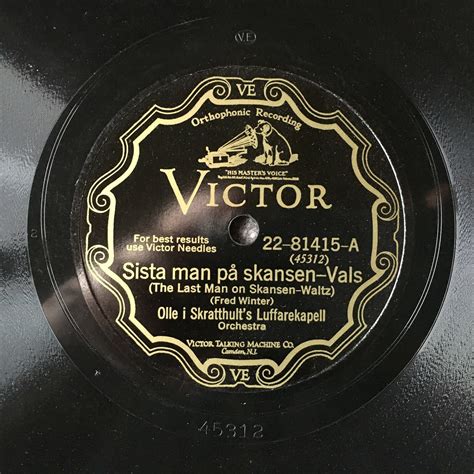 VE
VE
Orthophonic Recording
"HIS MASTER'S VOICE"
VICTOR
For best results
use Victor Needles
22-81415-A
(45312)
Sista man på skansen-Vals
(The Last Man on Skansen-Waltz)
(Fred Winter)
Olle i Skratthult's Luffarekapell
Orchestra
VICTOR TALKING MACHINE CO.
Camden, N.J.
VE
45312